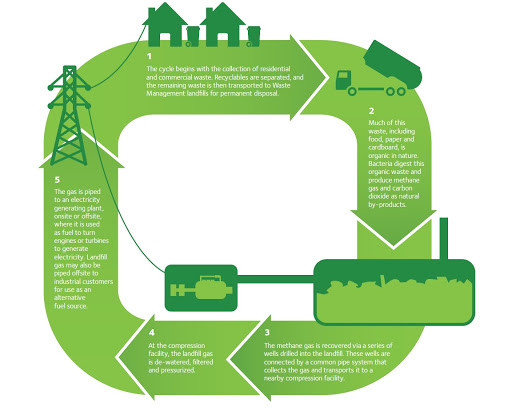 1
The cycle begins with the collection of residential
and commercial waste. Recyclables are separated, and
the remaining waste is then transported to Waste
Management landfills for permanent disposal.
2
Much of this
waste, including
food, paper and
cardboard, is
organic in nature.
Bacteria digest this
organic waste and
produce methane
gas and carbon
dioxide as natural
by-products.
3
The methane gas is recovered via a series of
wells drilled into the landfill. These wells are
connected by a common pipe system that
collects the gas and transports it to a
nearby compression facility.
4
At the compression
facility, the landfill gas
is de-watered, filtered
and pressurized.
5
The gas is piped
to an electricity
generating plant,
onsite or offsite,
where it is used
as fuel to turn
engines or turbines
to generate
electricity. Landfill
gas may also be
piped offsite to
industrial customers
for use as an
alternative
fuel source.